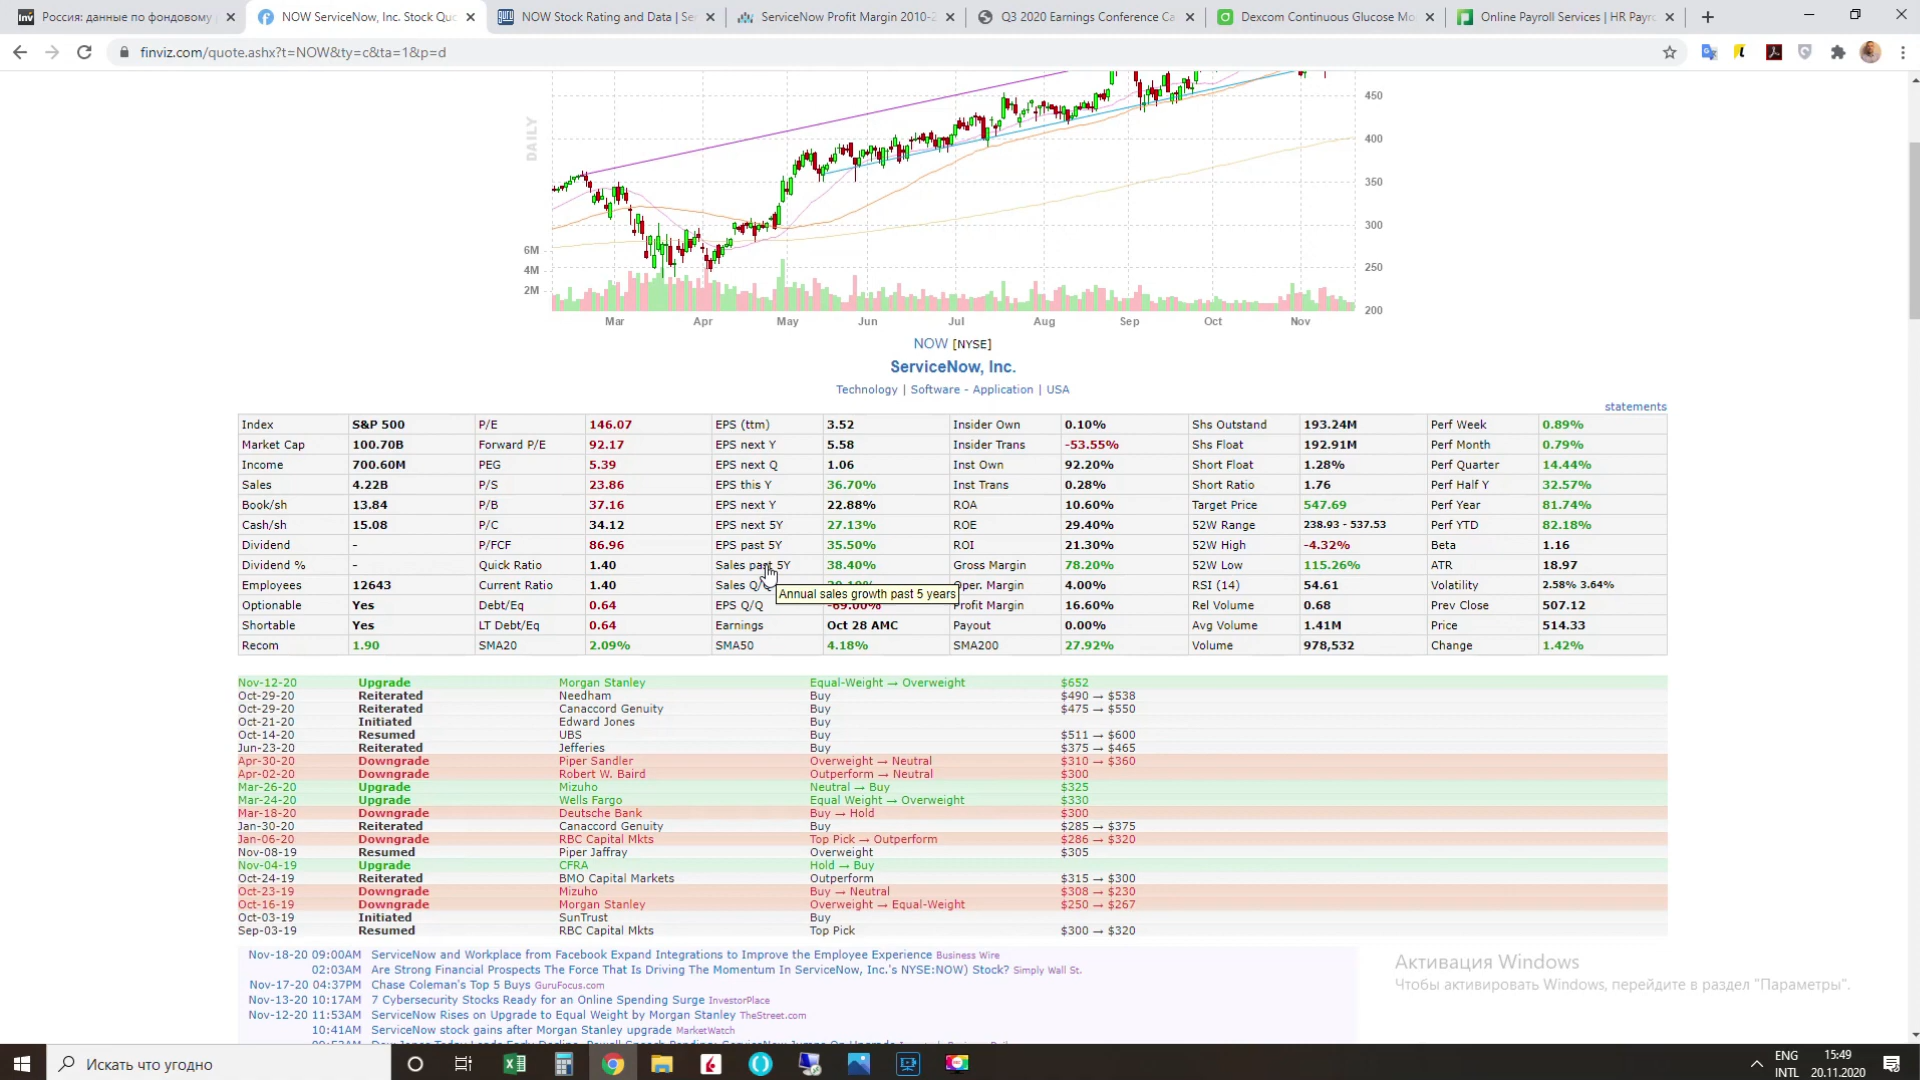 Россия: данные по фондовому
NOW ServiceNow, Inc. Stock Quo
NOW Stock Rating and Data | Se
ServiceNow Profit Margin 2010-2
Q3 2020 Earnings Conference Ca
Dexcom Continuous Glucose Mo
Online Payroll Services | HR Payro
finviz.com/quote.ashx?t=NOW&ty=c&ta=1&p=d
DAILY
450
400
350
300
250
200
6M
4M
2M
Mar Apr May Jun Jul Aug Sep Oct Nov
NOW [NYSE]
ServiceNow, Inc.
Technology | Software - Application | USA
statements
Index S&P 500 P/E 146.07 EPS (ttm) 3.52 Insider Own 0.10% Shs Outstand 193.24M Perf Week 0.89%
Market Cap 100.70B Forward P/E 92.17 EPS next Y 5.58 Insider Trans -53.55% Shs Float 192.91M Perf Month 0.79%
Income 700.60M PEG 5.39 EPS next Q 1.06 Inst Own 92.20% Short Float 1.28% Perf Quarter 14.44%
Sales 4.22B P/S 23.86 EPS this Y 36.70% Inst Trans 0.28% Short Ratio 1.76 Perf Half Y 32.57%
Book/sh 13.84 P/B 37.16 EPS next Y 22.88% ROA 10.60% Target Price 547.69 Perf Year 81.74%
Cash/sh 15.08 P/C 34.12 EPS next 5Y 27.13% ROE 29.40% 52W Range 238.93 - 537.53 Perf YTD 82.18%
Dividend - P/FCF 86.96 EPS past 5Y 35.50% ROI 21.30% 52W High -4.32% Beta 1.16
Dividend % - Quick Ratio 1.40 Sales past 5Y 38.40% Gross Margin 78.20% 52W Low 115.26% ATR 18.97
Employees 12643 Current Ratio 1.40 Sales Q/Q Oper. Margin 4.00% RSI (14) 54.61 Volatility 2.58% 3.64%
Annual sales growth past 5 years
Optionable Yes Debt/Eq 0.64 EPS Q/Q -69.00% Profit Margin 16.60% Rel Volume 0.68 Prev Close 507.12
Shortable Yes LT Debt/Eq 0.64 Earnings Oct 28 AMC Payout 0.00% Avg Volume 1.41M Price 514.33
Recom 1.90 SMA20 2.09% SMA50 4.18% SMA200 27.92% Volume 978,532 Change 1.42%
Nov-12-20 Upgrade Morgan Stanley Equal-Weight → Overweight $652
Oct-29-20 Reiterated Needham Buy $490 → $538
Oct-29-20 Reiterated Canaccord Genuity Buy $475 → $550
Oct-21-20 Initiated Edward Jones Buy
Oct-14-20 Resumed UBS Buy $511 → $600
Jun-23-20 Reiterated Jefferies Buy $375 → $465
Apr-30-20 Downgrade Piper Sandler Overweight → Neutral $310 → $360
Apr-02-20 Downgrade Robert W. Baird Outperform → Neutral $300
Mar-26-20 Upgrade Mizuho Neutral → Buy $325
Mar-24-20 Upgrade Wells Fargo Equal Weight → Overweight $330
Mar-18-20 Downgrade Deutsche Bank Buy → Hold $300
Jan-30-20 Reiterated Canaccord Genuity Buy $285 → $375
Jan-06-20 Downgrade RBC Capital Mkts Top Pick → Outperform $286 → $320
Nov-08-19 Resumed Piper Jaffray Overweight $305
Nov-04-19 Upgrade CFRA Hold → Buy
Oct-24-19 Reiterated BMO Capital Markets Outperform $315 → $300
Oct-23-19 Downgrade Mizuho Buy → Neutral $308 → $230
Oct-16-19 Downgrade Morgan Stanley Overweight → Equal-Weight $250 → $267
Oct-03-19 Initiated SunTrust Buy
Sep-03-19 Resumed RBC Capital Mkts Top Pick $300 → $320
Nov-18-20 09:00AM ServiceNow and Workplace from Facebook Expand Integrations to Improve the Employee Experience Business Wire
02:03AM Are Strong Financial Prospects The Force That Is Driving The Momentum In ServiceNow, Inc.'s NYSE:NOW) Stock? Simply Wall St.
Nov-17-20 04:37PM Chase Coleman's Top 5 Buys GuruFocus.com
Nov-13-20 10:17AM 7 Cybersecurity Stocks Ready for an Online Spending Surge InvestorPlace
Nov-12-20 11:53AM ServiceNow Rises on Upgrade to Equal Weight by Morgan Stanley TheStreet.com
10:41AM ServiceNow stock gains after Morgan Stanley upgrade MarketWatch
Активация Windows
Чтобы активировать Windows, перейдите в раздел "Параметры".
Искать что угодно
ENG
INTL
15:49
20.11.2020